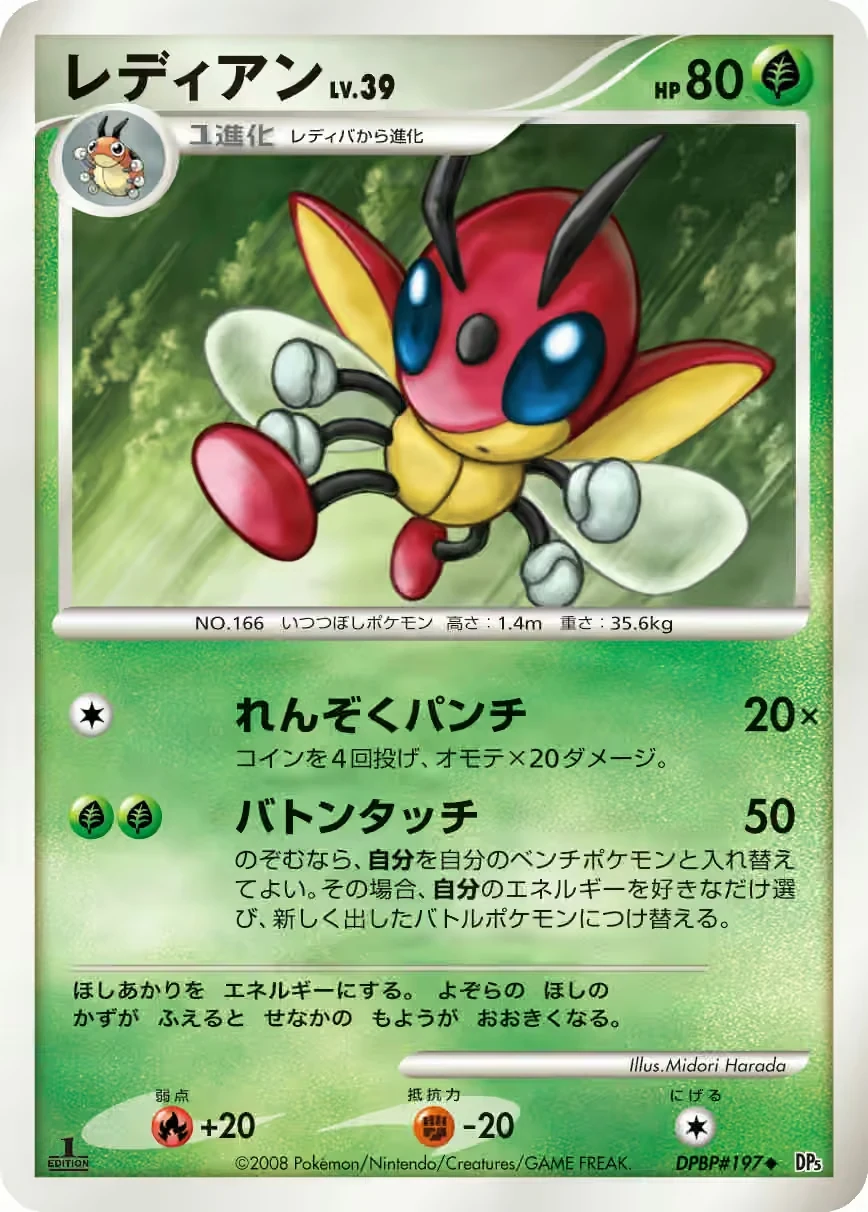 レディアン LV.39 HP 80
1進化 レディバから進化
NO.166 いつつぼしポケモン 高さ：1.4m 重さ：35.6kg
れんぞくパンチ 20×
コインを4回投げ、オモテ×20ダメージ。
バトンタッチ 50
のぞむなら、自分を自分のベンチポケモンと入れ替え
てよい。その場合、自分のエネルギーを好きなだけ選
び、新しく出したバトルポケモンにつけ替える。
ほしあかりを エネルギーにする。 よぞらの ほしの
かずが ふえると せなかの もようが おおきくなる。
Illus.Midori Harada
弱点 抵抗力 にげる
+20 -20
1 EDITION ©2008 Pokémon/Nintendo/Creatures/GAME FREAK. DPBP#197◆ DP5